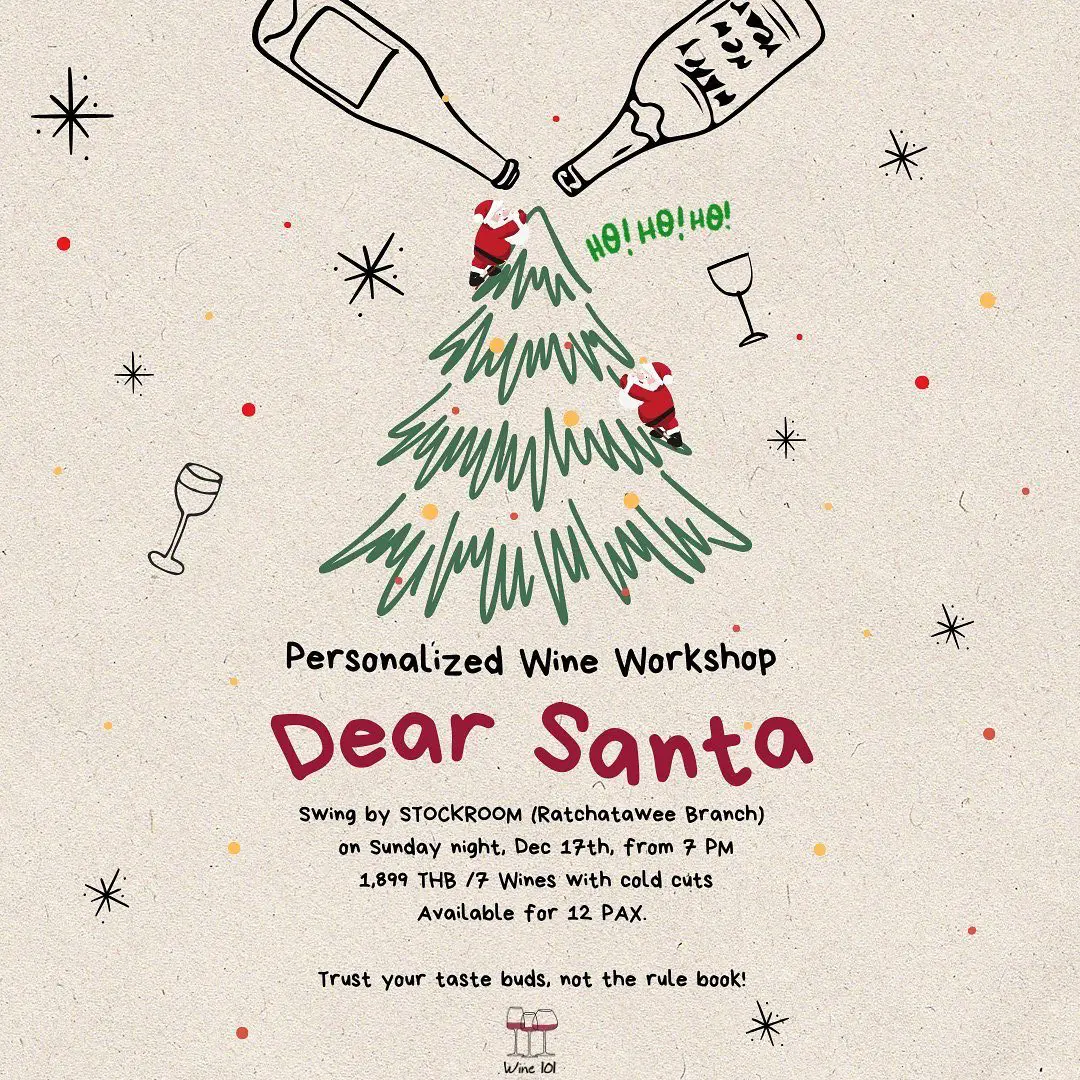 HO! HO! HO!
Personalized Wine Workshop
Dear Santa
Swing by STOCKROOM (Ratchatawee Branch)
on Sunday night, Dec 17th, from 7 PM
1,899 THB /7 Wines with cold cuts
Available for 12 PAX.
Trust your taste buds, not the rule book!
Wine 101